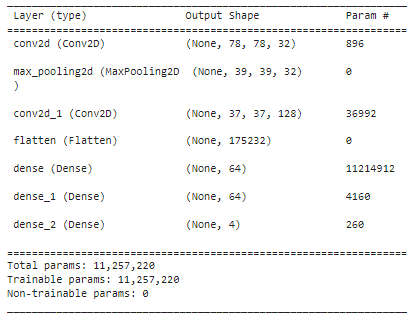 Layer (type) Output Shape Param #
conv2d (Conv2D) (None, 78, 78, 32) 896
max_pooling2d (MaxPooling2D (None, 39, 39, 32) 0
)
conv2d_1 (Conv2D) (None, 37, 37, 128) 36992
flatten (Flatten) (None, 175232) 0
dense (Dense) (None, 64) 11214912
dense_1 (Dense) (None, 64) 4160
dense_2 (Dense) (None, 4) 260
Total params: 11,257,220
Trainable params: 11,257,220
Non-trainable params: 0